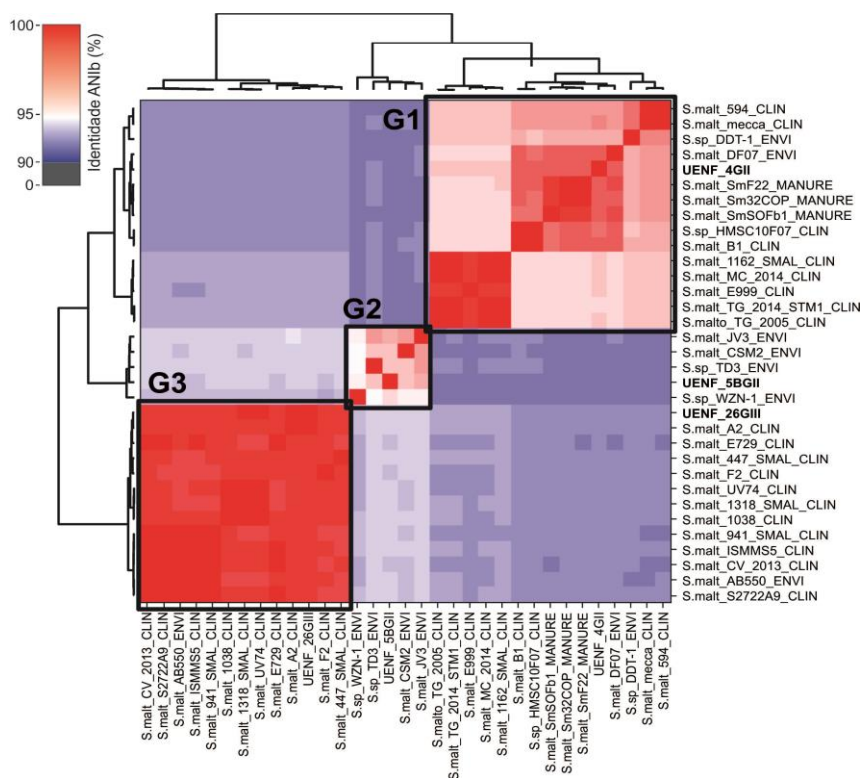 100
95
90
0
Identidade ANIb (%)
G1
G2
G3
S.malt_594_CLIN
S.malt_mecca_CLIN
S.sp_DDT-1_ENVI
S.malt_DF07_ENVI
UENF_4GII
S.malt_SmF22_MANURE
S.malt_Sm32COP_MANURE
S.malt_SmSOFb1_MANURE
S.sp_HMSC10F07_CLIN
S.malt_B1_CLIN
S.malt_1162_SMAL_CLIN
S.malt_MC_2014_CLIN
S.malt_E999_CLIN
S.malt_TG_2014_STM1_CLIN
S.malto_TG_2005_CLIN
S.malt_JV3_ENVI
S.malt_CSM2_ENVI
S.sp_TD3_ENVI
UENF_5BGII
S.sp_WZN-1_ENVI
UENF_26GIII
S.malt_A2_CLIN
S.malt_E729_CLIN
S.malt_447_SMAL_CLIN
S.malt_F2_CLIN
S.malt_UV74_CLIN
S.malt_1318_SMAL_CLIN
S.malt_1038_CLIN
S.malt_941_SMAL_CLIN
S.malt_ISMMS5_CLIN
S.malt_CV_2013_CLIN
S.malt_AB550_ENVI
S.malt_S2722A9_CLIN
S.malt_CV_2013_CLIN
S.malt_S2722A9_CLIN
S.malt_AB550_ENVI
S.malt_ISMMS5_CLIN
S.malt_941_SMAL_CLIN
S.malt_1038_CLIN
S.malt_1318_SMAL_CLIN
S.malt_UV74_CLIN
S.malt_E729_CLIN
S.malt_A2_CLIN
UENF_26GIII
S.malt_F2_CLIN
S.malt_447_SMAL_CLIN
S.sp_WZN-1_ENVI
S.sp_TD3_ENVI
UENF_5BGII
S.malt_CSM2_ENVI
S.malt_JV3_ENVI
S.malto_TG_2005_CLIN
S.malt_TG_2014_STM1_CLIN
S.malt_E999_CLIN
S.malt_MC_2014_CLIN
S.malt_1162_SMAL_CLIN
S.malt_B1_CLIN
S.sp_HMSC10F07_CLIN
S.malt_SmSOFb1_MANURE
S.malt_Sm32COP_MANURE
S.malt_SmF22_MANURE
UENF_4GII
S.malt_DF07_ENVI
S.sp_DDT-1_ENVI
S.malt_mecca_CLIN
S.malt_594_CLIN